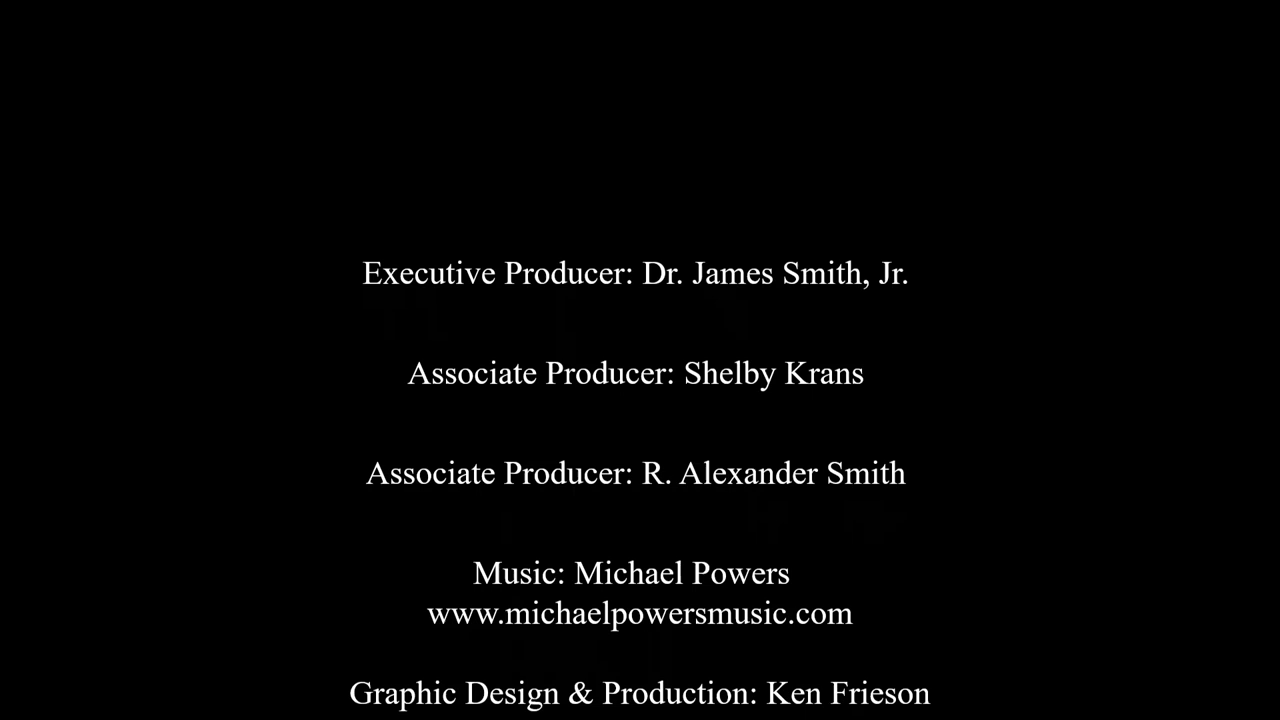 Executive Producer: Dr. James Smith, Jr.
Associate Producer: Shelby Krans
Associate Producer: R. Alexander Smith
Music: Michael Powers
www.michaelpowersmusic.com
Graphic Design & Production: Ken Frieson